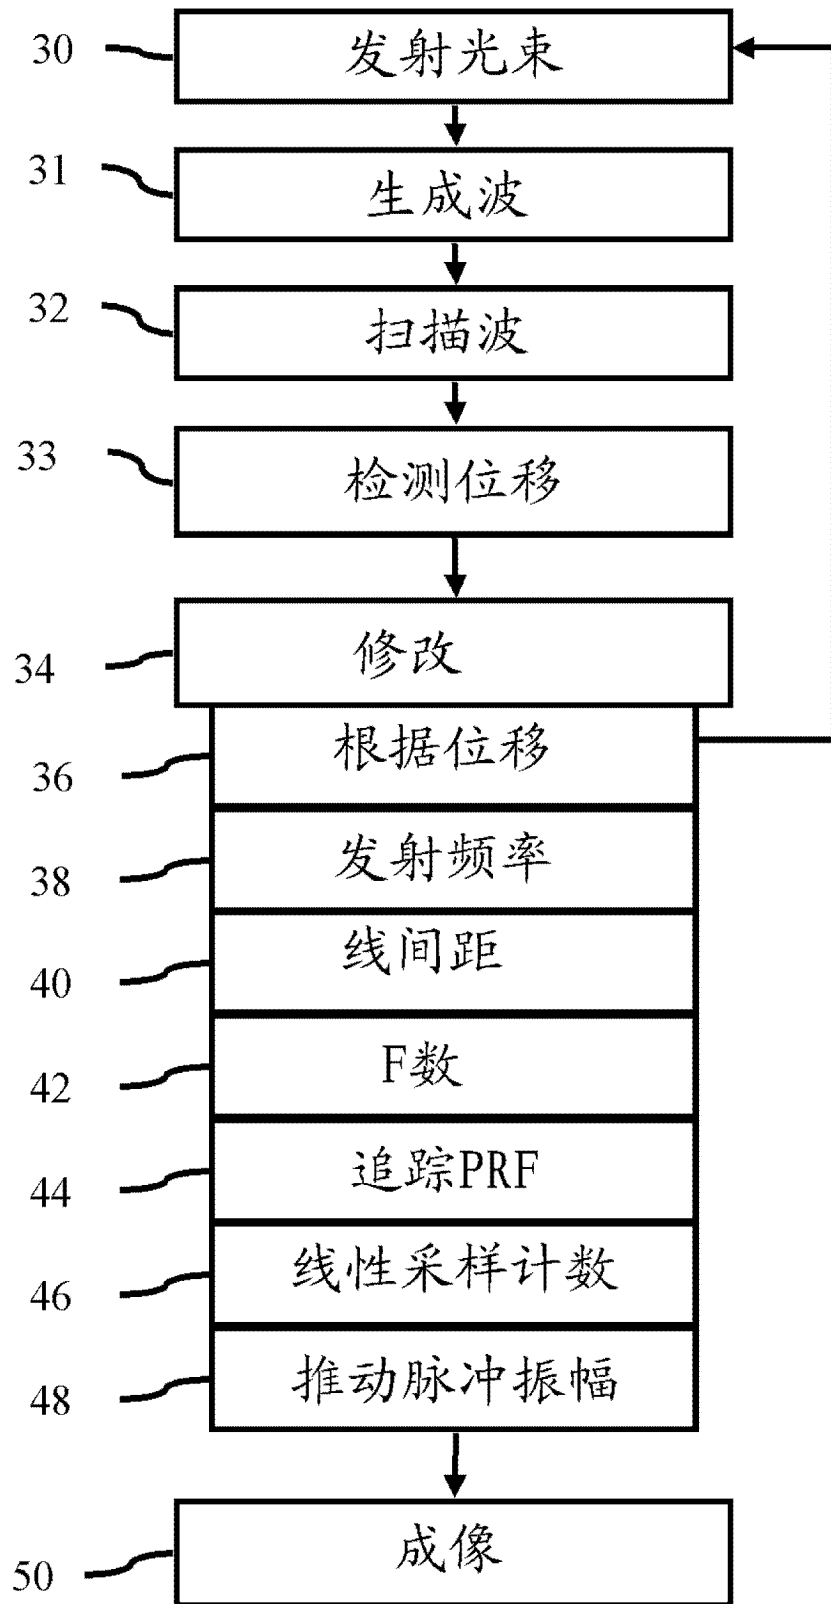 30 发射光束
31 生成波
32 扫描波
33 检测位移
34 修改
36 根据位移
38 发射频率
40 线间距
42 F数
44 追踪PRF
46 线性采样计数
48 推动脉冲振幅
50 成像